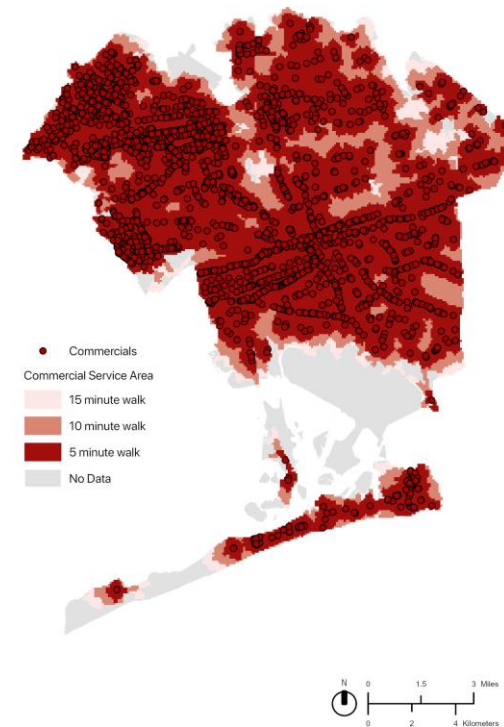 Commercials
Commercial Service Area
15 minute walk
10 minute walk
5 minute walk
No Data
N
0 1.5 3 Miles
0 2 4 Kilometers